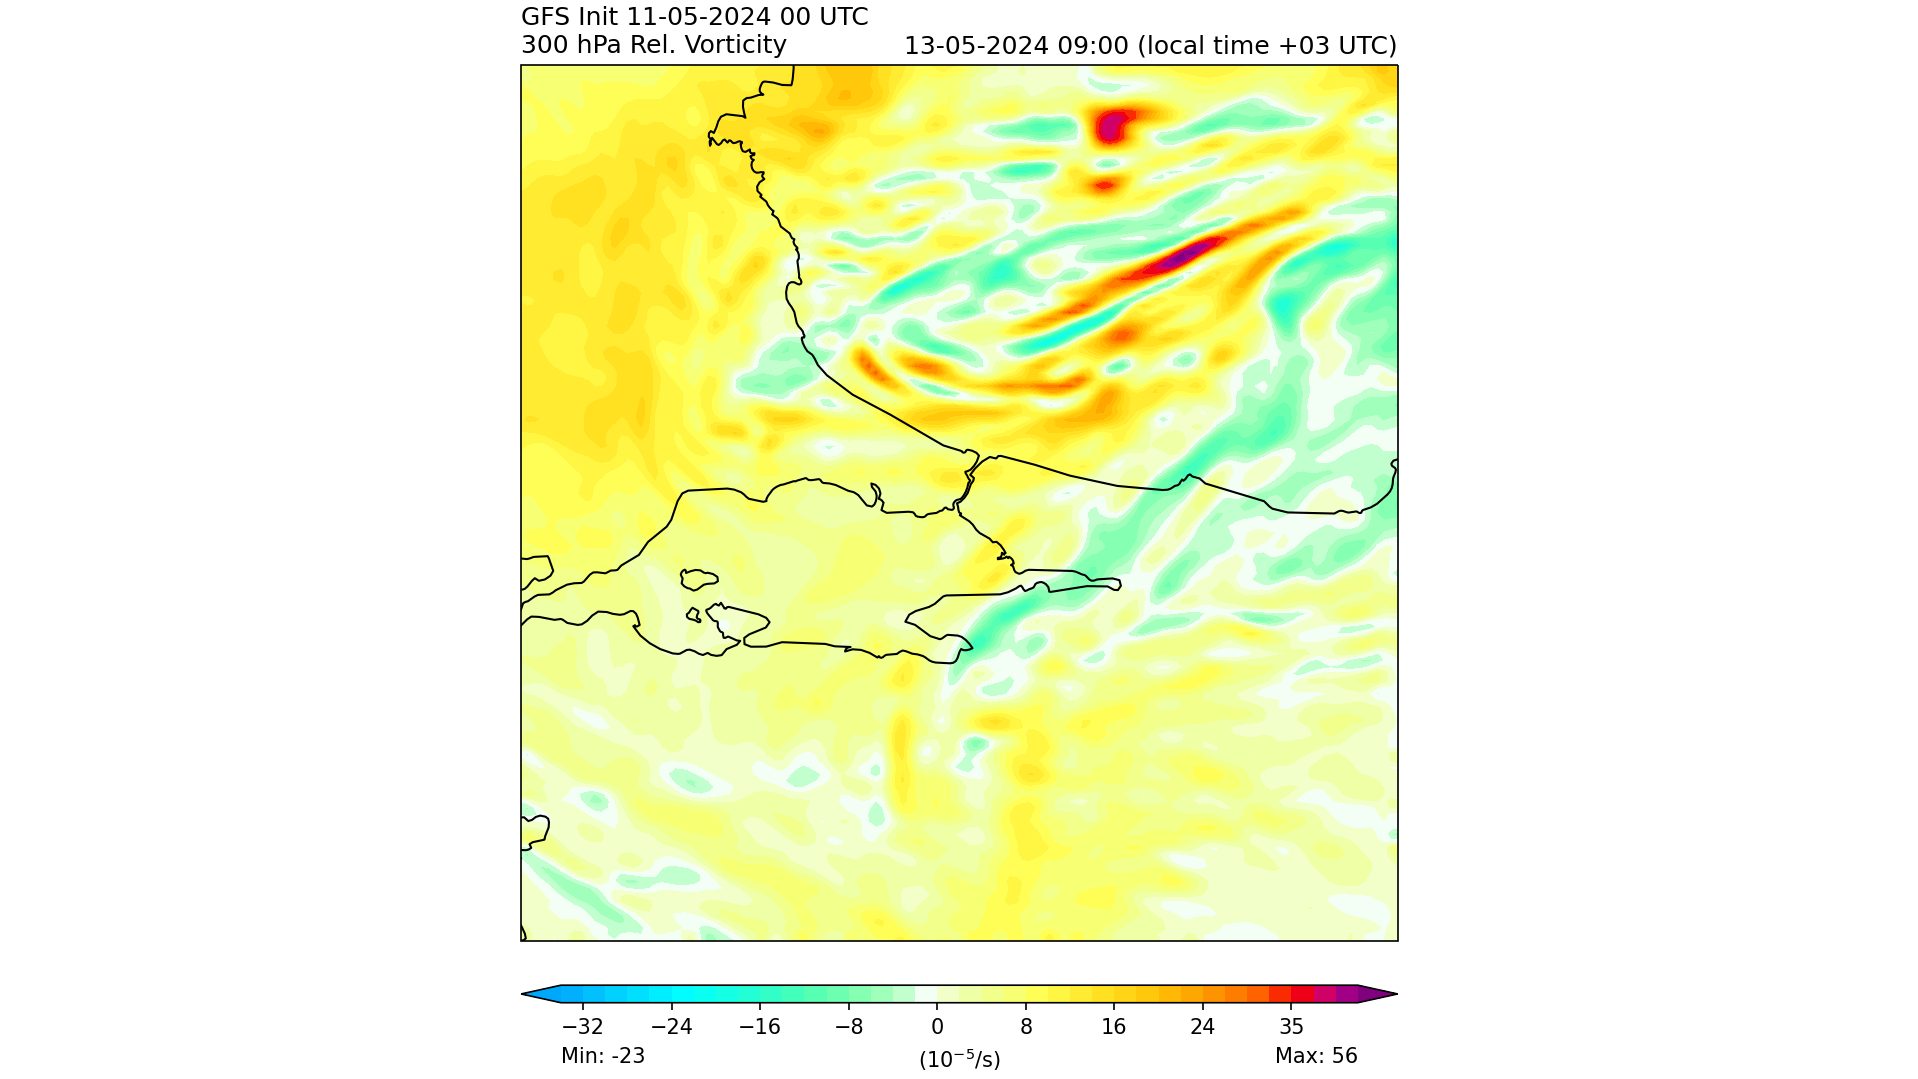 GFS Init 11-05-2024 00 UTC
300 hPa Rel. Vorticity
13-05-2024 09:00 (local time +03 UTC)
−32 −24 −16 −8 0 8 16 24 35
Min: -23
(10⁻⁵/s)
Max: 56